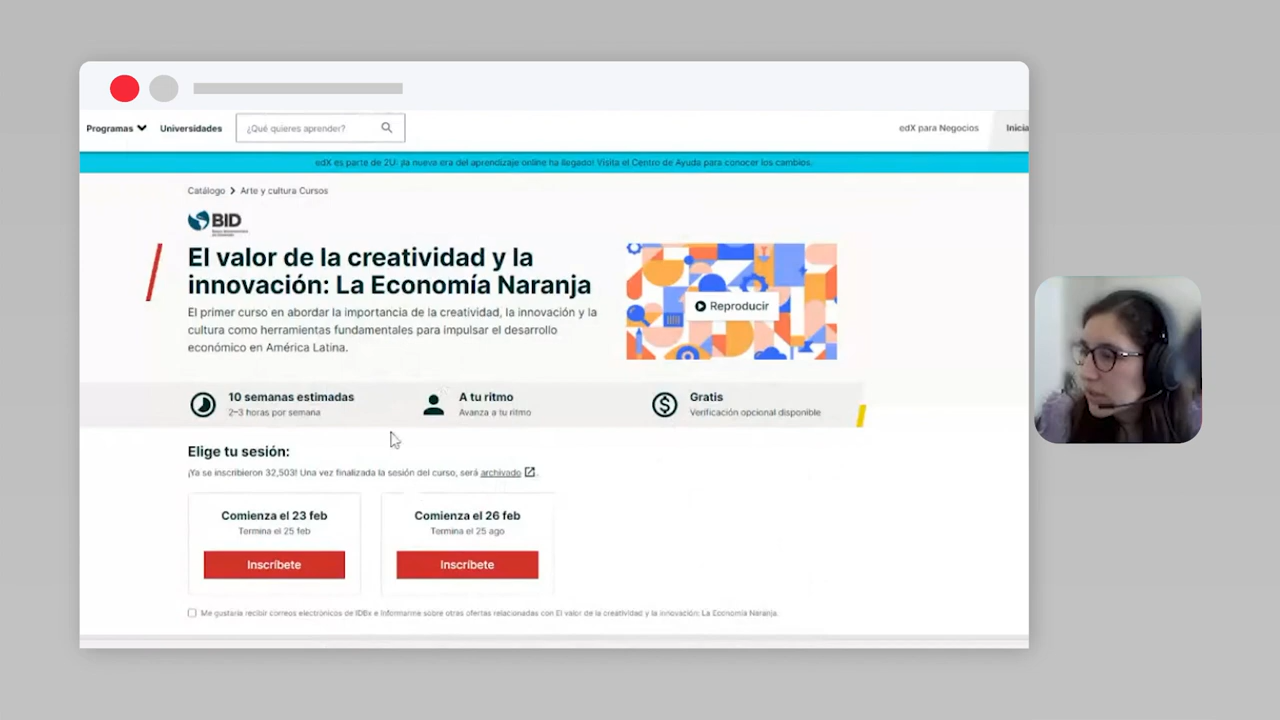 Programas
Universidades
¿Qué quieres aprender?
edX para Negocios
Inicia
edX es parte de 2U: ¡la nueva era del aprendizaje online ha llegado! Visita el Centro de Ayuda para conocer los cambios.
Catálogo
Arte y cultura Cursos
BID
El valor de la creatividad y la
innovación: La Economía Naranja
El primer curso en abordar la importancia de la creatividad, la innovación y la
cultura como herramientas fundamentales para impulsar el desarrollo
económico en América Latina.
Reproducir
10 semanas estimadas
2–3 horas por semana
A tu ritmo
Avanza a tu ritmo
Gratis
Verificación opcional disponible
Elige tu sesión:
¡Ya se inscribieron 32,503! Una vez finalizada la sesión del curso, será archivado.
Comienza el 23 feb
Termina el 25 feb
Inscríbete
Comienza el 26 feb
Termina el 25 ago
Inscríbete
Me gustaría recibir correos electrónicos de IDBx e informarme sobre otras ofertas relacionadas con El valor de la creatividad y la innovación: La Economía Naranja.